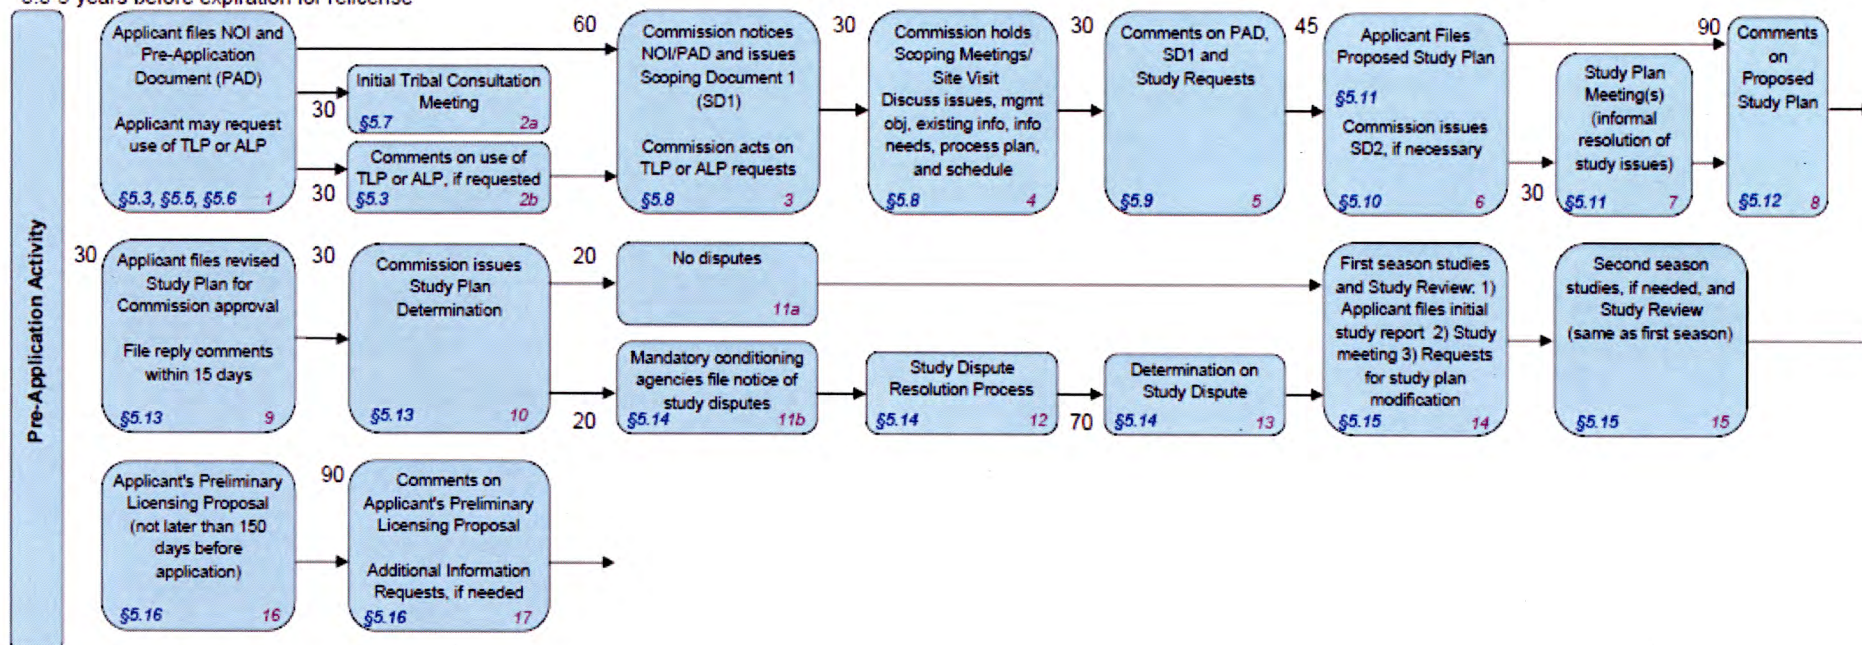 5.5-5 years before expiration for relicense
Pre-Application Activity
Applicant files NOI and
Pre-Application
Document (PAD)
Applicant may request
use of TLP or ALP
§5.3, §5.5, §5.6 1
30
30
Initial Tribal Consultation
Meeting
§5.7 2a
Comments on use of
TLP or ALP, if requested
§5.3 2b
60
Commission notices
NOI/PAD and issues
Scoping Document 1
(SD1)
Commission acts on
TLP or ALP requests
§5.8 3
30
Commission holds
Scoping Meetings/
Site Visit
Discuss issues, mgmt
obj, existing info, info
needs, process plan,
and schedule
§5.8 4
30
Comments on PAD,
SD1 and
Study Requests
§5.9 5
45
Applicant Files
Proposed Study Plan
§5.11
Commission issues
SD2, if necessary
§5.10 6
30
Study Plan
Meeting(s)
(informal
resolution of
study issues)
§5.11 7
90
Comments
on
Proposed
Study Plan
§5.12 8
30
Applicant files revised
Study Plan for
Commission approval
File reply comments
within 15 days
§5.13 9
30
Commission issues
Study Plan
Determination
§5.13 10
20
No disputes
11a
20
Mandatory conditioning
agencies file notice of
study disputes
§5.14 11b
Study Dispute
Resolution Process
§5.14 12
70
Determination on
Study Dispute
§5.14 13
First season studies
and Study Review: 1)
Applicant files initial
study report 2) Study
meeting 3) Requests
for study plan
modification
§5.15 14
Second season
studies, if needed, and
Study Review
(same as first season)
§5.15 15
Applicant's Preliminary
Licensing Proposal
(not later than 150
days before
application)
§5.16 16
90
Comments on
Applicant's Preliminary
Licensing Proposal
Additional Information
Requests, if needed
§5.16 17